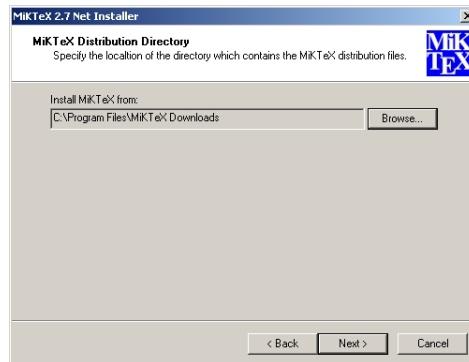 MiKTeX 2.7 Net Installer
MiKTeX Distribution Directory
Specify the localtion of the directory which contains the MiKTeX distribution files.
MiK
TEX
Install MiKTeX from:
C:\Program Files\MiKTeX Downloads
Browse...
< Back
Next >
Cancel